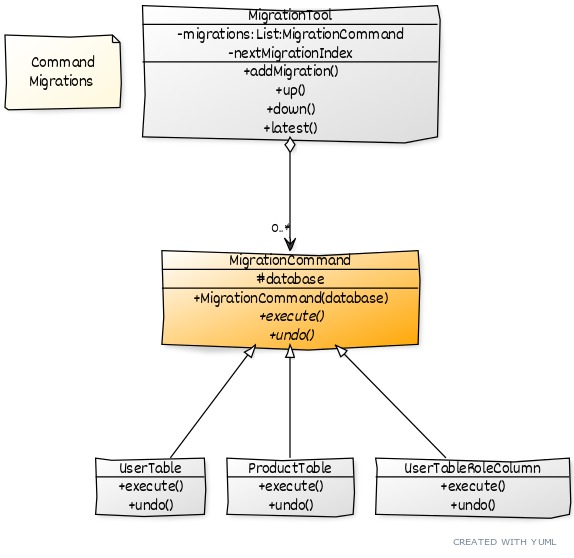 MigrationTool
-migrations: List:MigrationCommand
-nextMigrationIndex
+addMigration()
+up()
+down()
+latest()
Command
Migrations
0..*
MigrationCommand
#database
+MigrationCommand(database)
+execute()
+undo()
UserTable
+execute()
+undo()
ProductTable
+execute()
+undo()
UserTableRoleColumn
+execute()
+undo()
CREATED WITH YUML